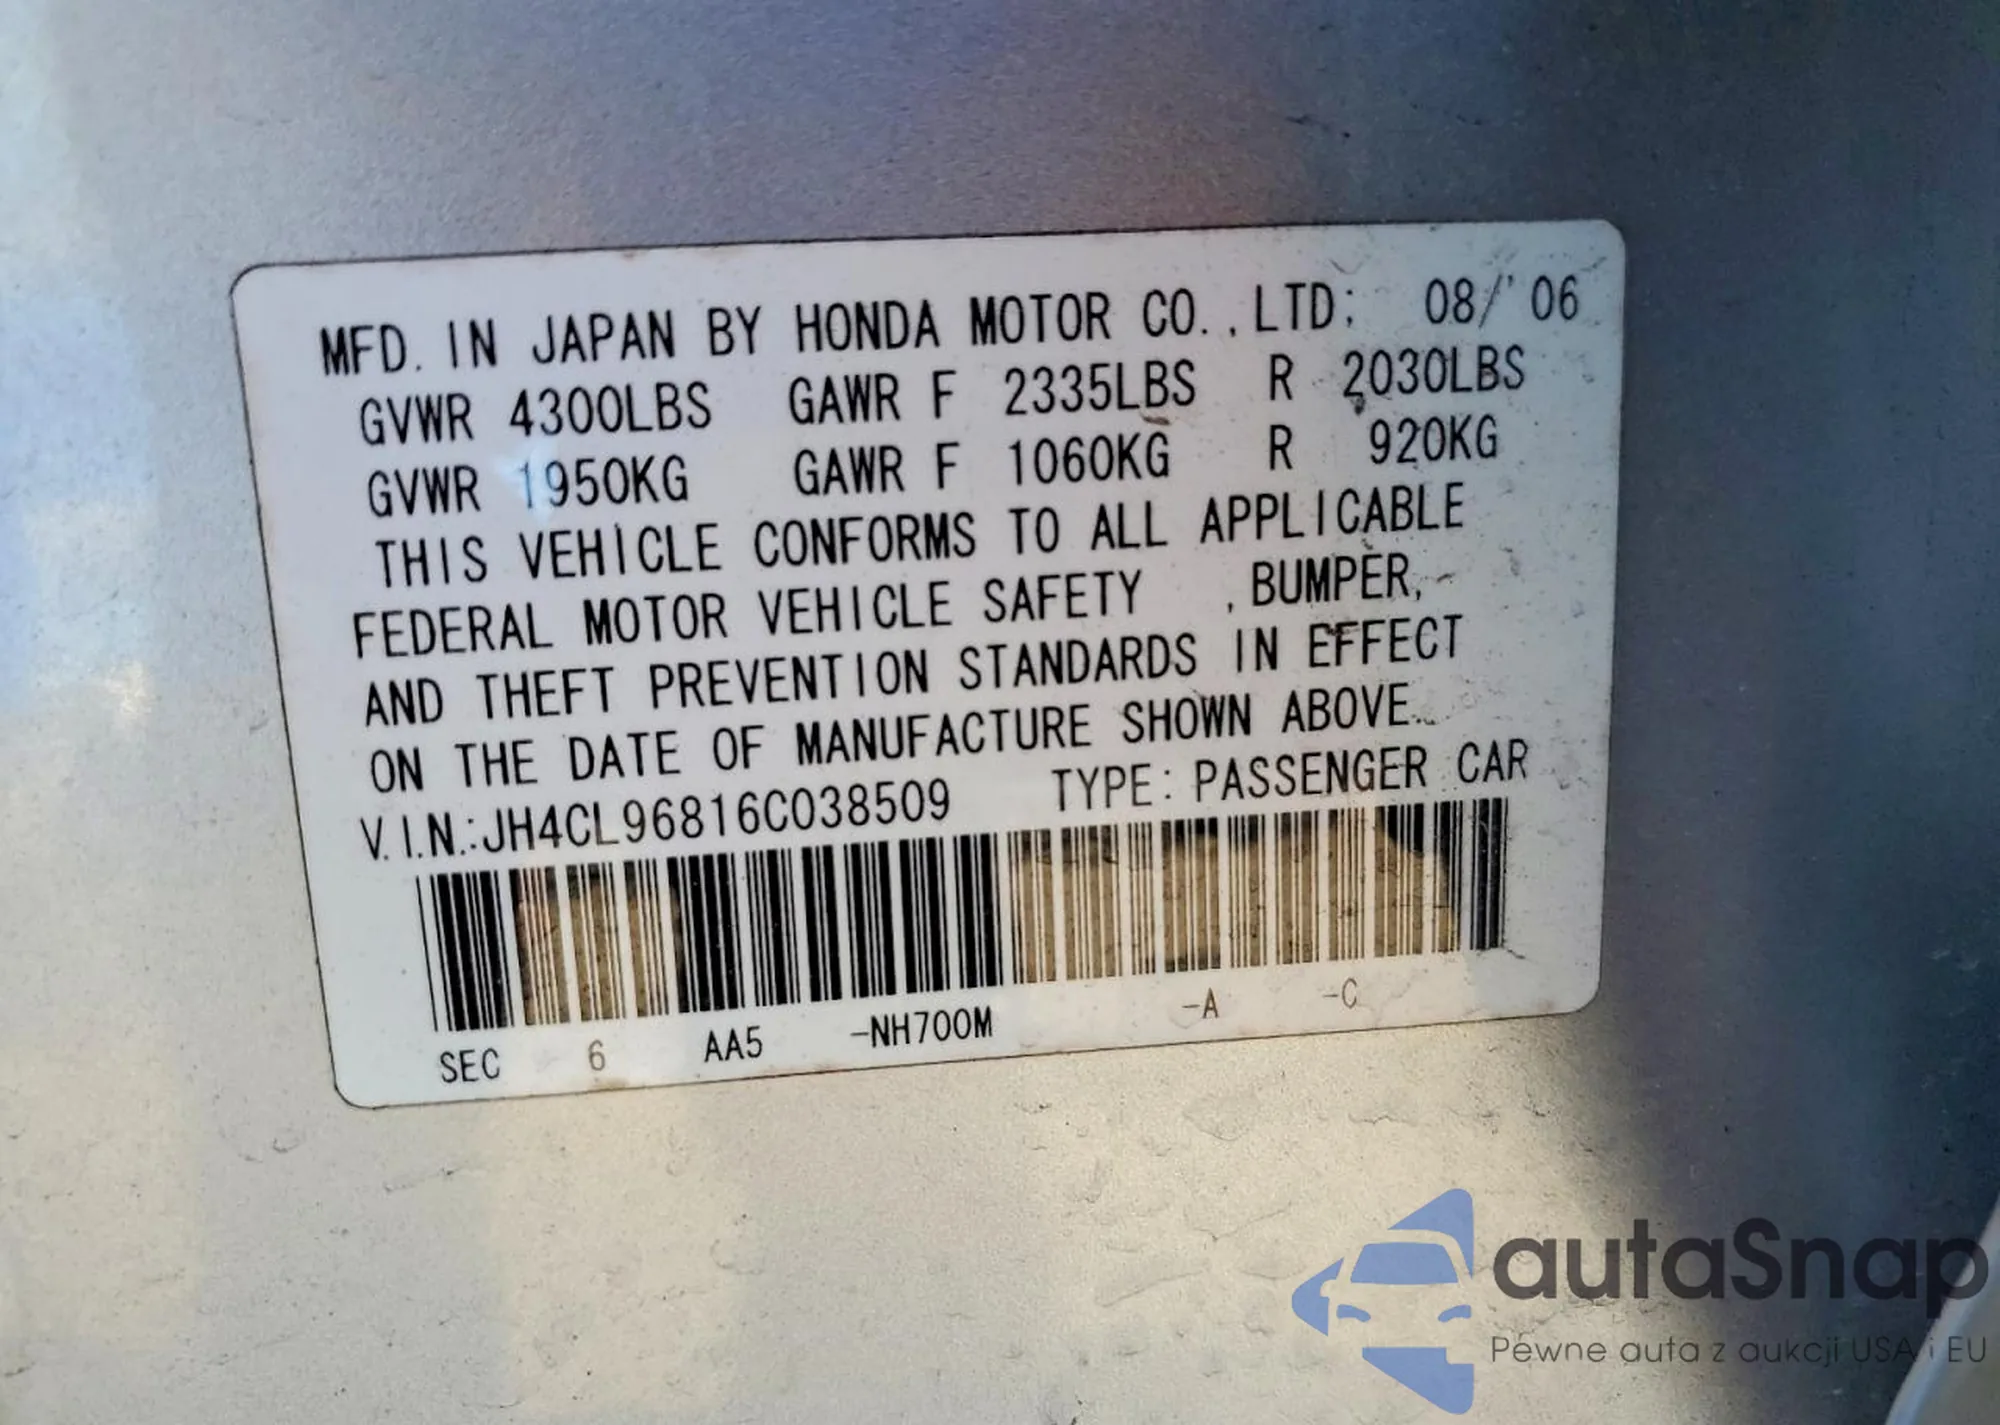 MFD. IN JAPAN BY HONDA MOTOR CO., LTD; 08/'06
GVWR 4300LBS GAWR F 2335LBS R 2030LBS
GVWR 1950KG GAWR F 1060KG R 920KG
THIS VEHICLE CONFORMS TO ALL APPLICABLE
FEDERAL MOTOR VEHICLE SAFETY , BUMPER,
AND THEFT PREVENTION STANDARDS IN EFFECT
ON THE DATE OF MANUFACTURE SHOWN ABOVE.
V.I.N.:JH4CL96816C038509 TYPE: PASSENGER CAR
SEC 6 AA5 -NH700M -A -C
autaSnap
Pewne auta z aukcji USA i EU